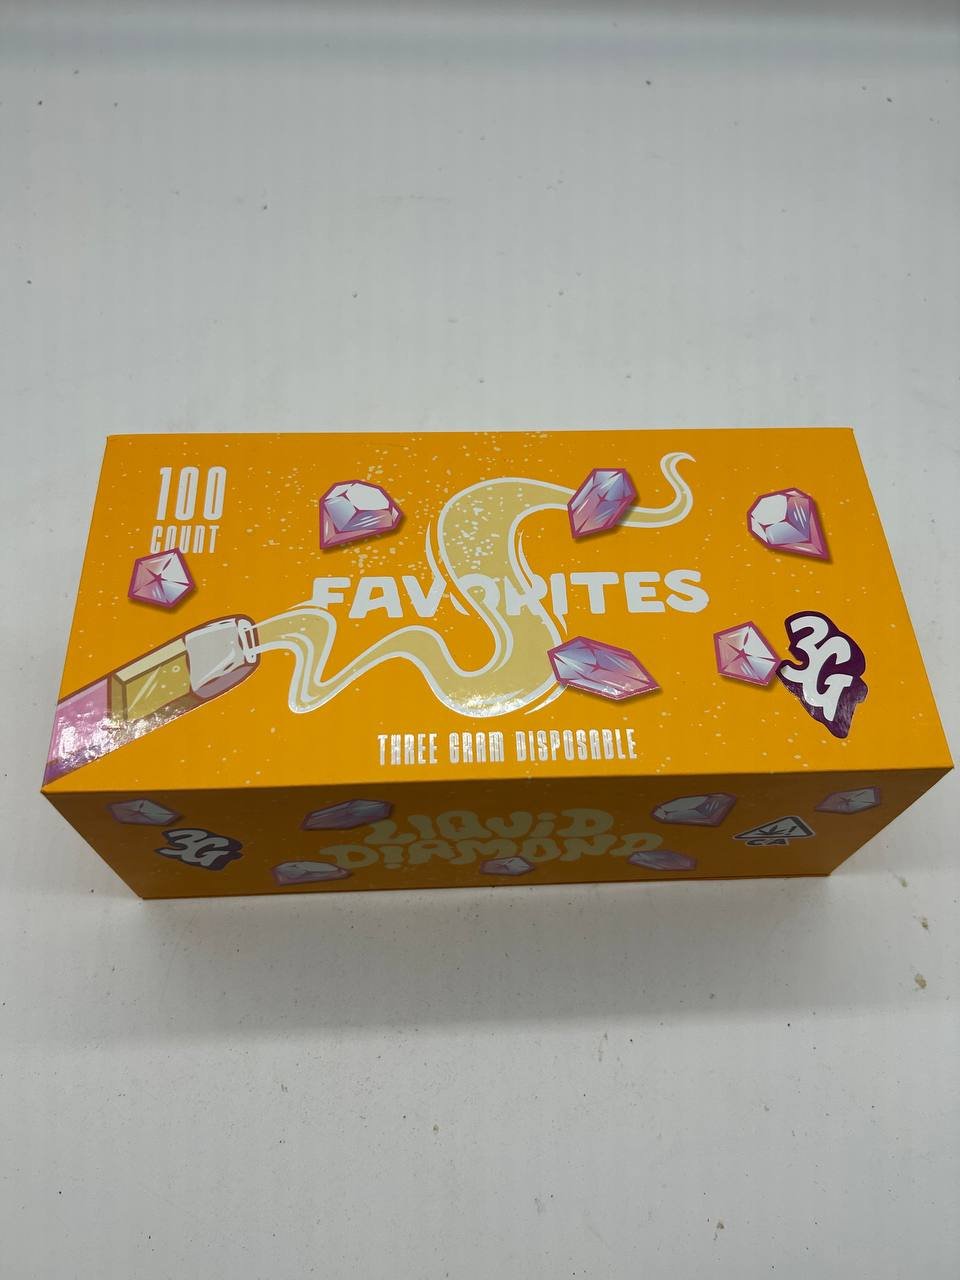 100
COUNT
FAVORITES
3G
THREE GRAM DISPOSABLE
3G
LIQUID
DIAMOND
!
CA